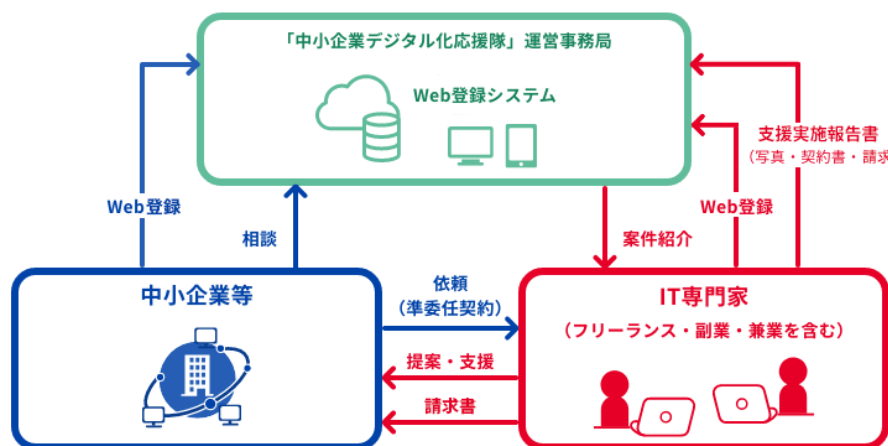 「中小企業デジタル化応援隊」運営事務局
Web登録システム
支援実施報告書
（写真・契約書・請求
Web登録
相談
案件紹介
Web登録
中小企業等
依頼
（準委任契約）
提案・支援
請求書
IT専門家
（フリーランス・副業・兼業を含む）